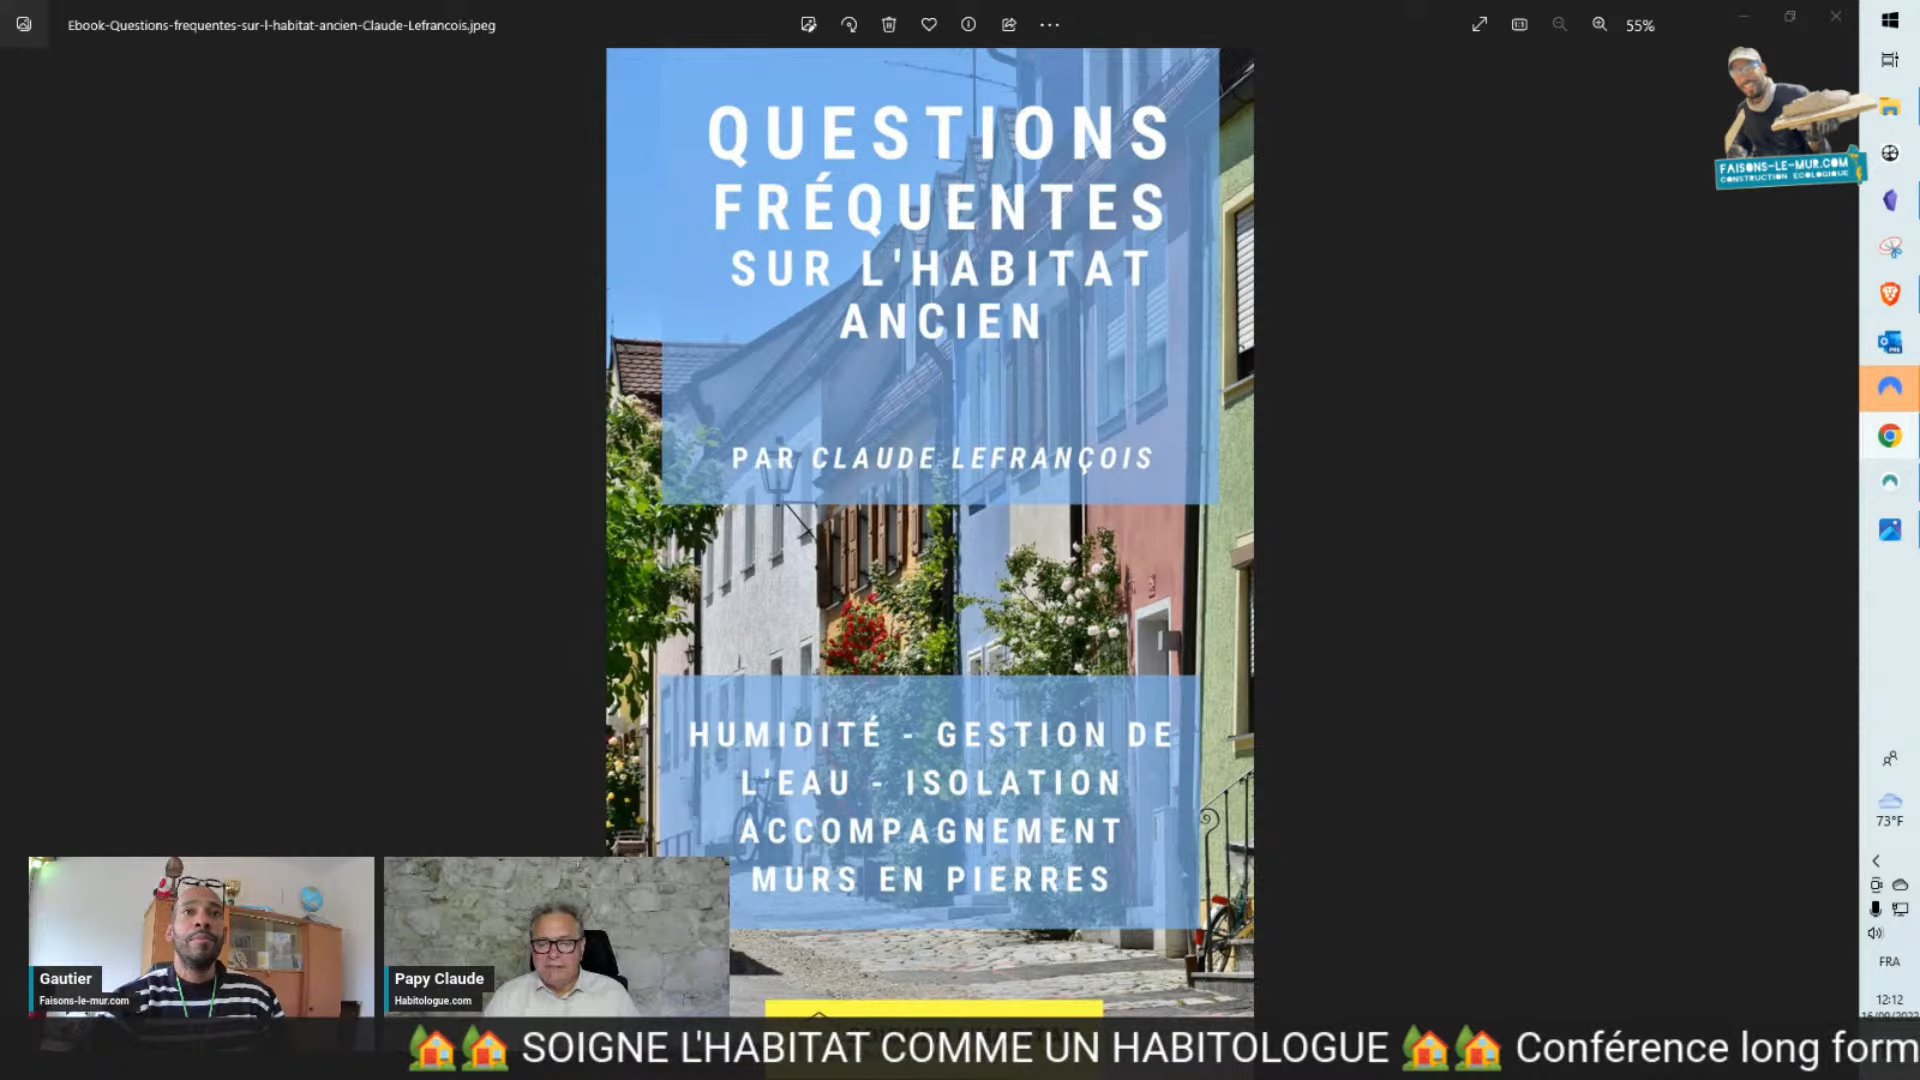 Ebook-Questions-frequentes-sur-l-habitat-ancien-Claude-Lefrancois.jpeg
55%
QUESTIONS
FRÉQUENTES
SUR L'HABITAT
ANCIEN
PAR CLAUDE LEFRANÇOIS
HUMIDITÉ - GESTION DE
L'EAU - ISOLATION
ACCOMPAGNEMENT
MURS EN PIERRES
FAISONS-LE-MUR.COM
CONSTRUCTION ECOLOGIQUE
73°F
FRA
12:12
Gautier
Faisons-le-mur.com
Papy Claude
Habitologue.com
SOIGNE L'HABITAT COMME UN HABITOLOGUE Conférence long form